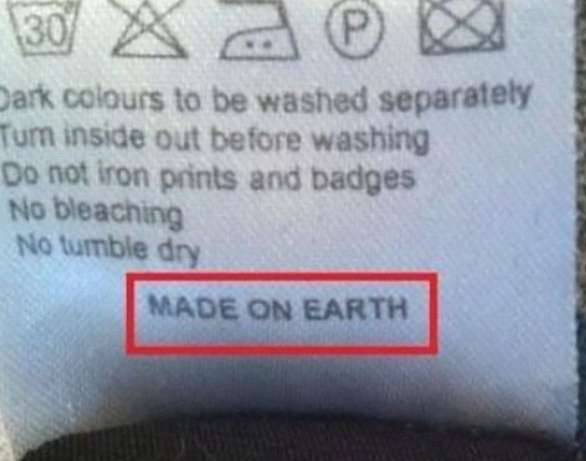 30
P
Dark colours to be washed separately
Turn inside out before washing
Do not iron prints and badges
No bleaching
No tumble dry
MADE ON EARTH